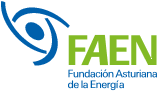 FAEN
Fundación Asturiana
de la Energía